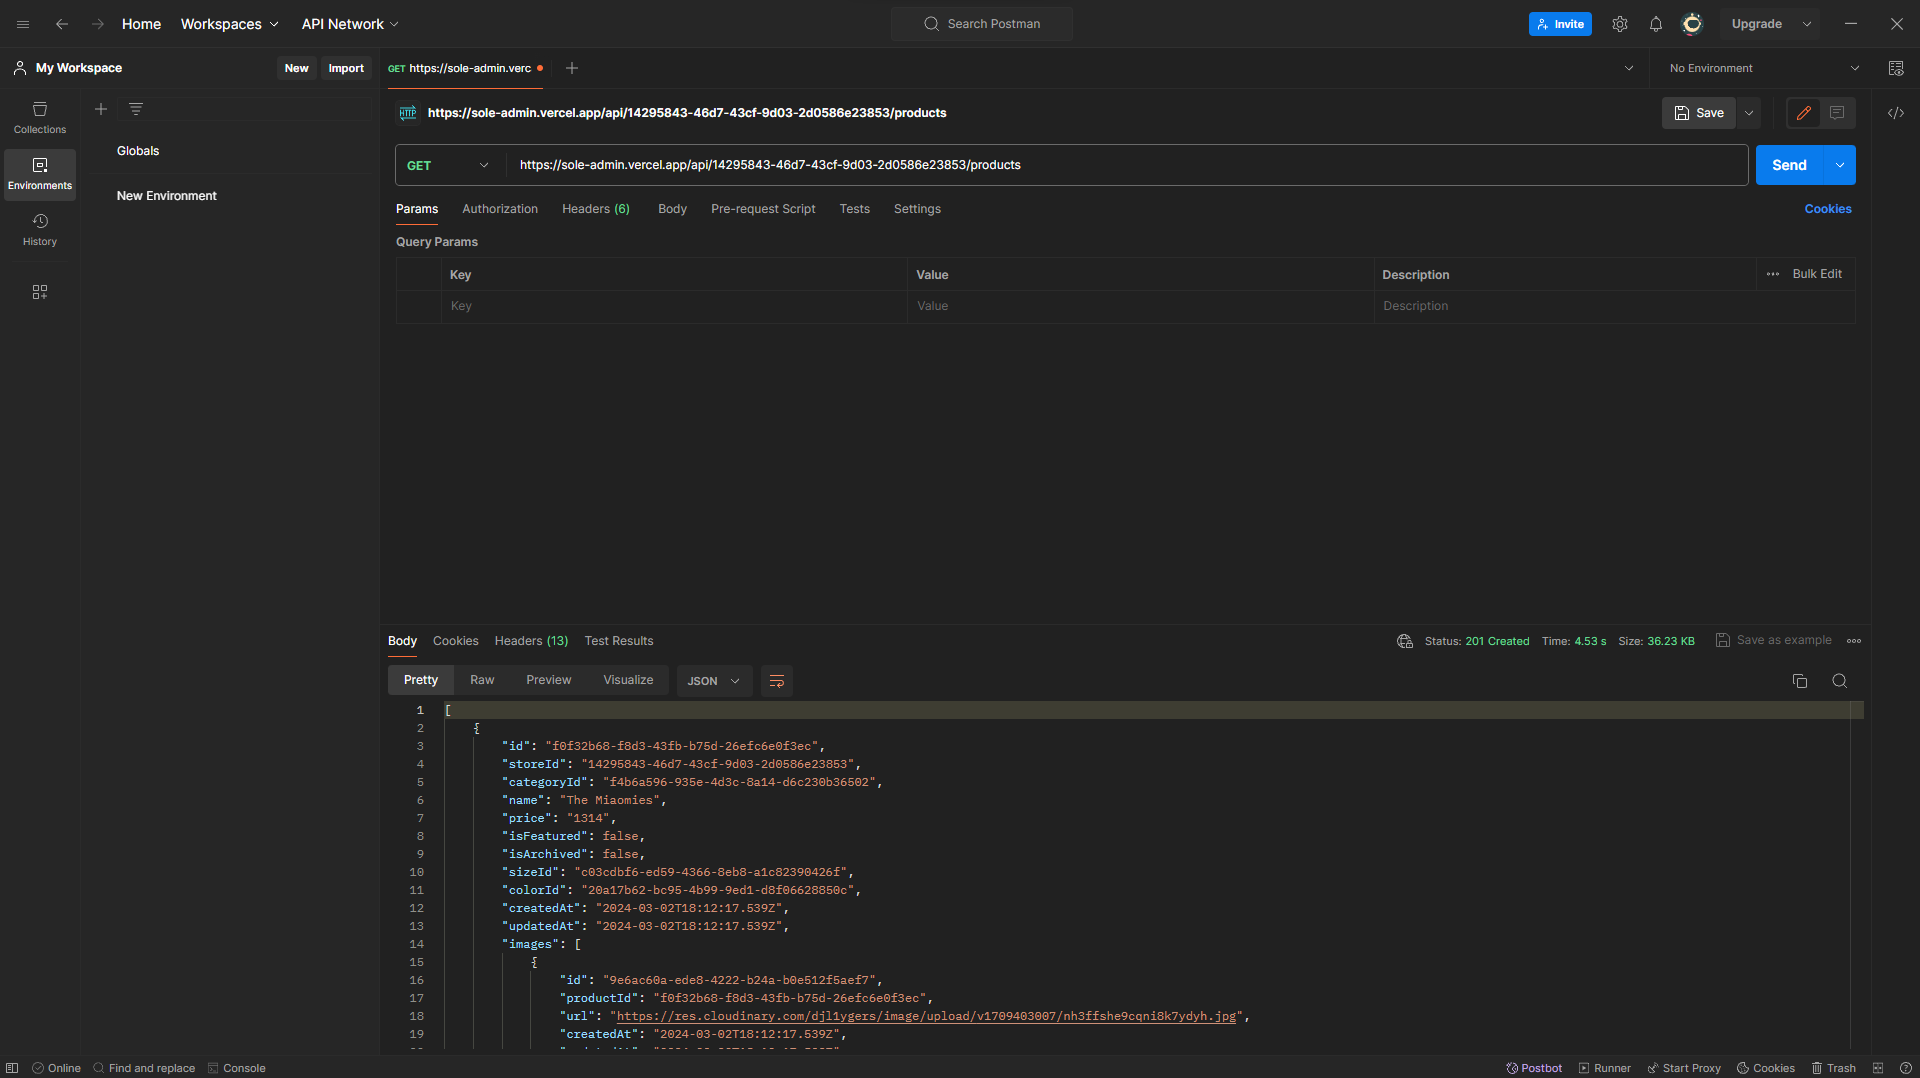 Home Workspaces API Network Search Postman Invite Upgrade
My Workspace New Import GET https://sole-admin.verc No Environment
Collections
Environments
History
Globals
New Environment
HTTP https://sole-admin.vercel.app/api/14295843-46d7-43cf-9d03-2d0586e23853/products Save
GET https://sole-admin.vercel.app/api/14295843-46d7-43cf-9d03-2d0586e23853/products Send
Params Authorization Headers (6) Body Pre-request Script Tests Settings Cookies
Query Params
Key Value Description Bulk Edit
Key Value Description
Body Cookies Headers (13) Test Results Status: 201 Created Time: 4.53 s Size: 36.23 KB Save as example
Pretty Raw Preview Visualize JSON
1 [
2 {
3 "id": "f0f32b68-f8d3-43fb-b75d-26efc6e0f3ec",
4 "storeId": "14295843-46d7-43cf-9d03-2d0586e23853",
5 "categoryId": "f4b6a596-935e-4d3c-8a14-d6c230b36502",
6 "name": "The Miaomies",
7 "price": "1314",
8 "isFeatured": false,
9 "isArchived": false,
10 "sizeId": "c03cdbf6-ed59-4366-8eb8-a1c82390426f",
11 "colorId": "20a17b62-bc95-4b99-9ed1-d8f06628850c",
12 "createdAt": "2024-03-02T18:12:17.539Z",
13 "updatedAt": "2024-03-02T18:12:17.539Z",
14 "images": [
15 {
16 "id": "9e6ac60a-ede8-4222-b24a-b0e512f5aef7",
17 "productId": "f0f32b68-f8d3-43fb-b75d-26efc6e0f3ec",
18 "url": "https://res.cloudinary.com/djl1ygers/image/upload/v1709403007/nh3ffshe9cqni8k7ydyh.jpg",
19 "createdAt": "2024-03-02T18:12:17.539Z",
Online Find and replace Console Postbot Runner Start Proxy Cookies Trash